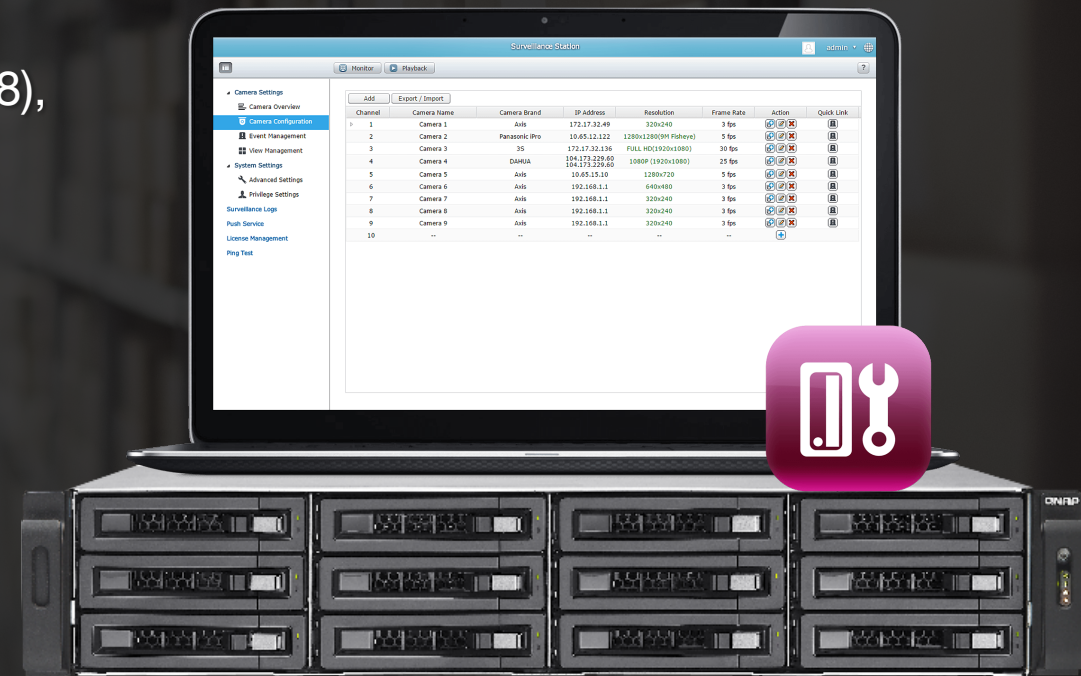 8),
Surveillance Station
admin
Monitor Playback ?
Camera Settings
Camera Overview
Camera Configuration
Event Management
View Management
System Settings
Advanced Settings
Privilege Settings
Surveillance Logs
Push Service
License Management
Ping Test
Add Export / Import
Channel Camera Name Camera Brand IP Address Resolution Frame Rate Action Quick Link
1 Camera 1 Axis 172.17.32.49 320x240 3 fps
2 Camera 2 Panasonic iPro 10.65.12.122 1280x1280(9M Fisheye) 5 fps
3 Camera 3 3S 172.17.32.136 FULL HD(1920x1080) 30 fps
4 Camera 4 DAHUA 104.173.229.60 1080P (1920x1080) 25 fps
104.173.229.60
5 Camera 5 Axis 10.65.15.10 1280x720 5 fps
6 Camera 6 Axis 192.168.1.1 640x480 3 fps
7 Camera 7 Axis 192.168.1.1 320x240 3 fps
8 Camera 8 Axis 192.168.1.1 320x240 3 fps
9 Camera 9 Axis 192.168.1.1 320x240 3 fps
10 -- -- -- -- --
QNAP